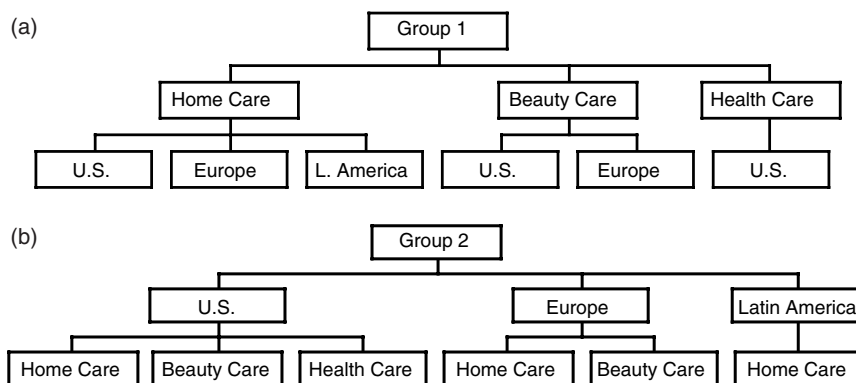 (a)
Group 1
Home Care Beauty Care Health Care
U.S. Europe L. America U.S. Europe U.S.
(b)
Group 2
U.S. Europe Latin America
Home Care Beauty Care Health Care Home Care Beauty Care Home Care